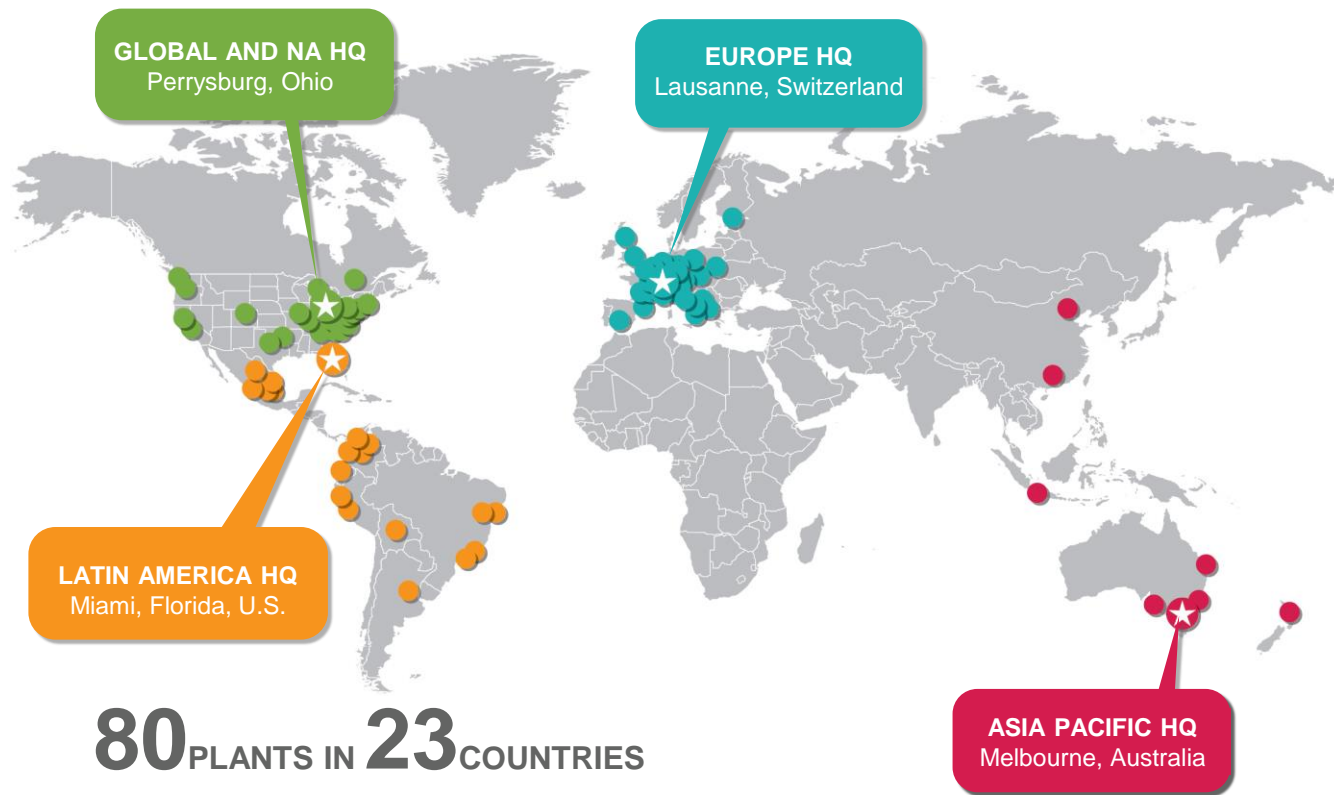 GLOBAL AND NA HQ
Perrysburg, Ohio
EUROPE HQ
Lausanne, Switzerland
LATIN AMERICA HQ
Miami, Florida, U.S.
ASIA PACIFIC HQ
Melbourne, Australia
80 PLANTS IN 23 COUNTRIES